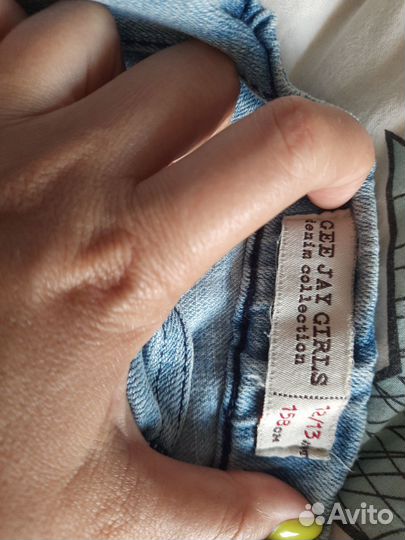 GEE JAY GIRLS
denim collection
12/13
158CM
Avito